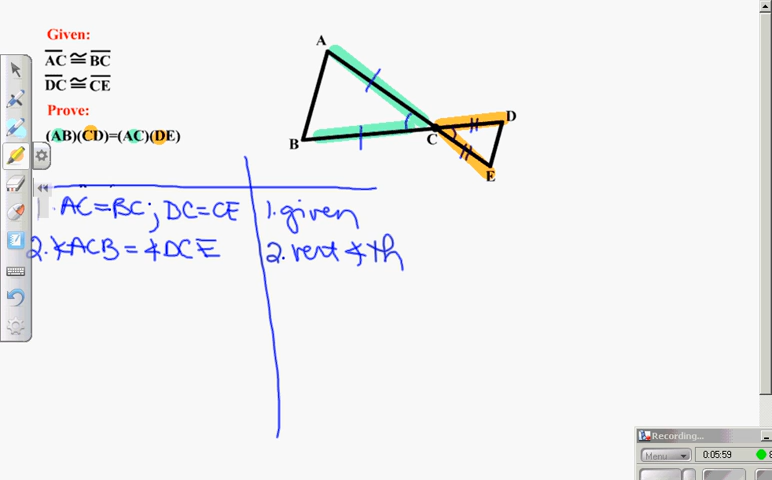 Given:
AC ≅ BC
DC ≅ CE
Prove:
(AB)(CD)=(AC)(DE)
A
B
C
D
E
1. AC=BC; DC=CE
1. given
2. ∡ACB = ∡DCE
2. vert ∡ th
Recording...
Menu
0:05:59
8